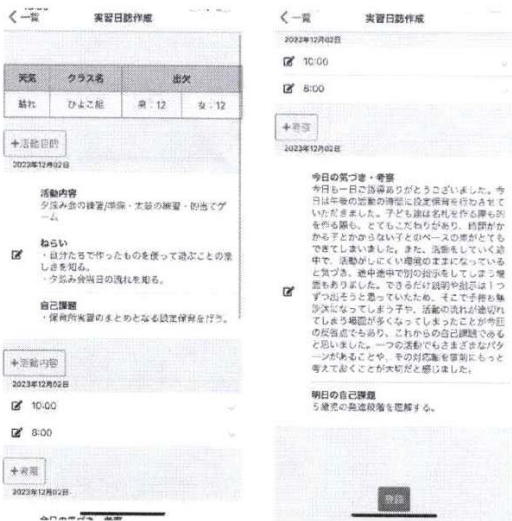 一覧
実習日誌作成
天気
クラス名
出欠
晴れ
ひよこ組
男:12
女:12
+活動目的
2023年12月02日
活動内容
夕涼み会の練習/準備・太鼓の練習・的当てゲ
ーム
ねらい
・自分たちで作ったものを使って遊ぶことの楽
しさを知る。
・夕涼み会当日の流れを知る。
自己課題
・保育所実習のまとめとなる設定保育を行う。
+活動内容
2023年12月02日
10:00
8:00
+考察
2023年12月02日
今日の気づき・考察
一覧
実習日誌作成
2023年12月02日
10:00
8:00
+考察
2023年12月02日
今日の気づき・考察
今日も一日ご指導ありがとうございました。今
日は午後の活動の時間に設定保育を行わさせて
いただきました。子ども達は名札を作る際も的
を作る際も、とてもこだわりがあり、時間がか
かる子とかからない子とのペースの差がとても
できてしまいました。また、活動をしていく途
中で、活動がしにくい環境のままになっている
と気づき、途中途中で別の指示をしてしまう場
面もありました。できるだけ説明や指示は1つ
ずつ出そうと思っていたため、そこで手持ち無
沙汰になってしまう子や、活動の流れが途切れ
てしまう場面が多くなってしまったことが今日
の反省点でもあり、これからの自己課題である
と思いました。一つの活動でもさまざまなパタ
ーンがあることや、その対応策を事前にもっと
考えておくことが大切だと感じました。
明日の自己課題
5歳児の発達段階を理解する。
登録